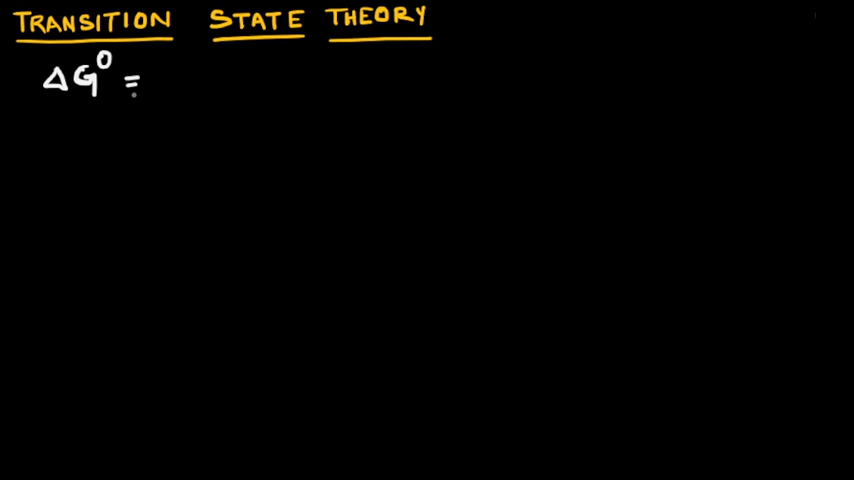 TRANSITION STATE THEORY
ΔG⁰ =